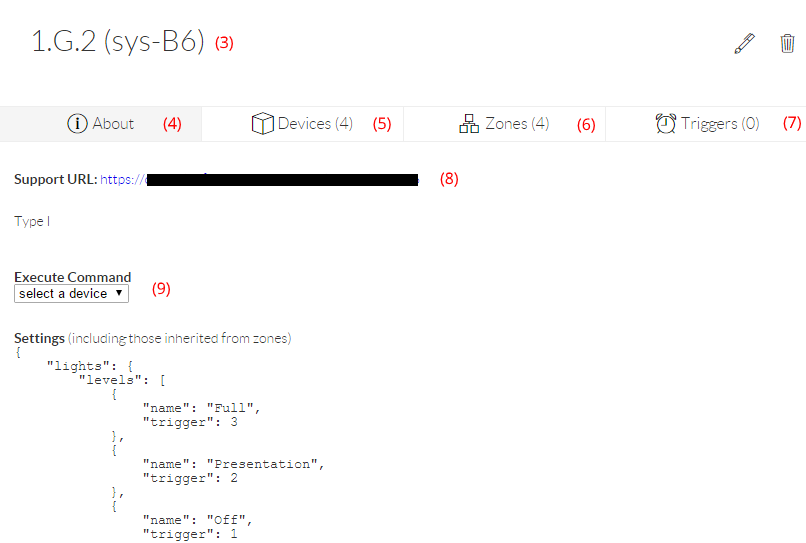 1.G.2 (sys-B6) (3)
About (4) Devices (4) (5) Zones (4) (6) Triggers (0) (7)
Support URL: https:// (8)
Type I
Execute Command
select a device ▼ (9)
Settings (including those inherited from zones)
{
    "lights": {
        "levels": [
            {
                "name": "Full",
                "trigger": 3
            },
            {
                "name": "Presentation",
                "trigger": 2
            },
            {
                "name": "Off",
                "trigger": 1